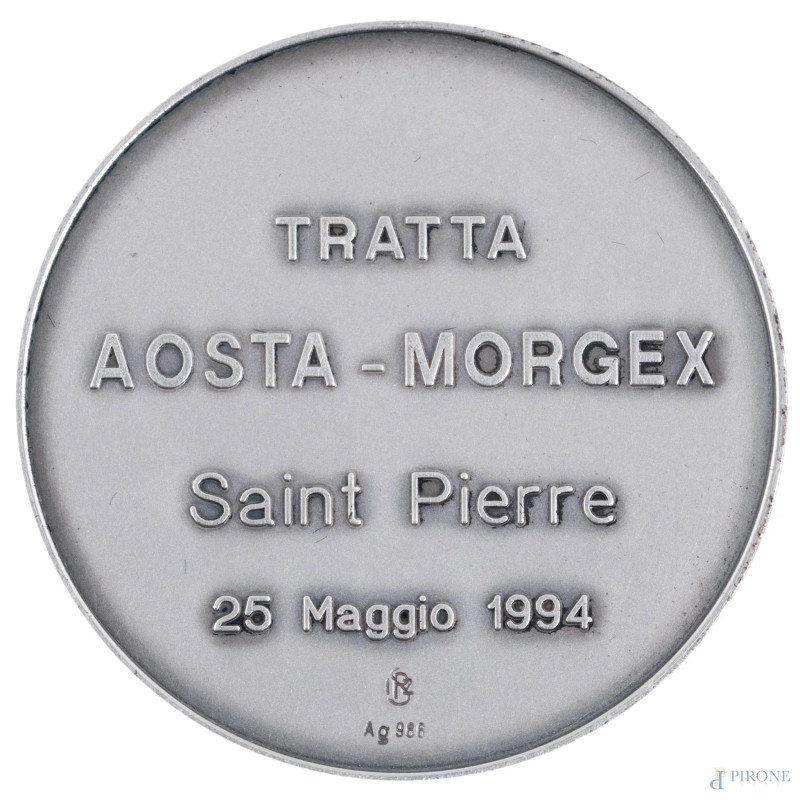 TRATTA
AOSTA - MORGEX
Saint Pierre
25 Maggio 1994
Ag 986
PIRONE